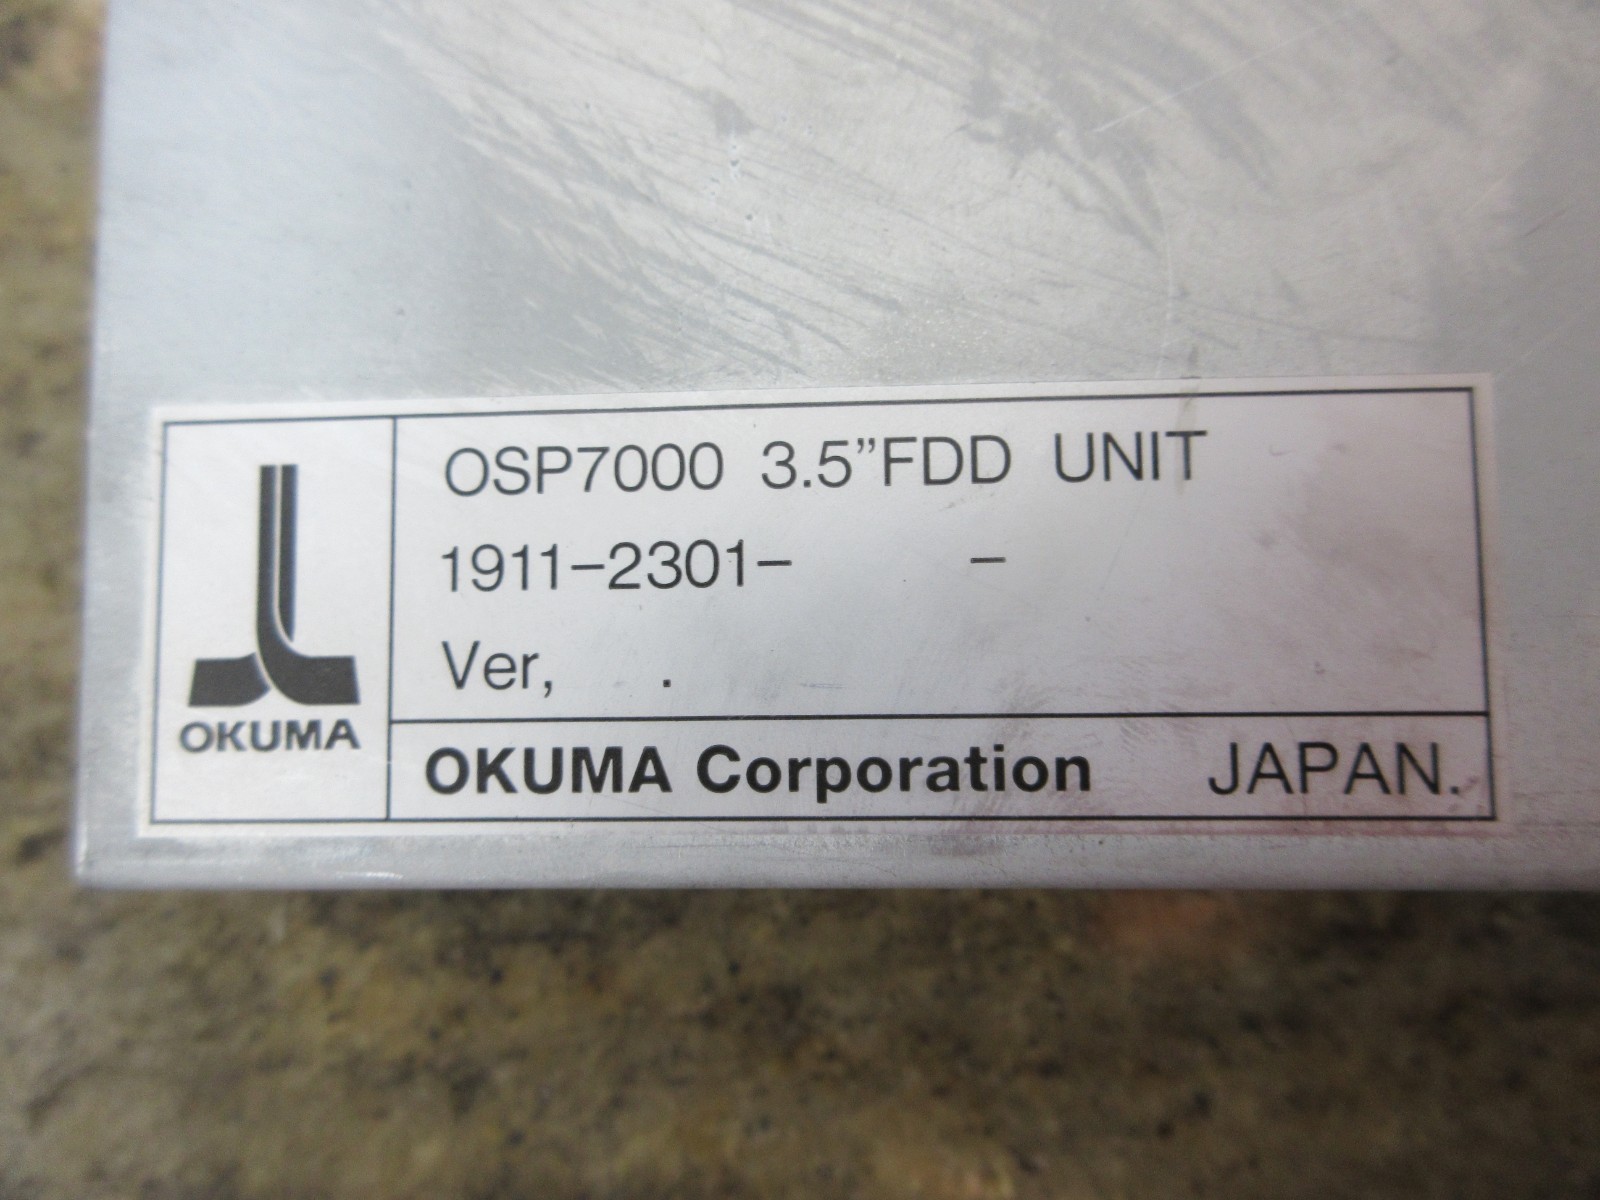 OSP7000 3.5”FDD UNIT
1911-2301- -
Ver, .
OKUMA
OKUMA Corporation JAPAN.